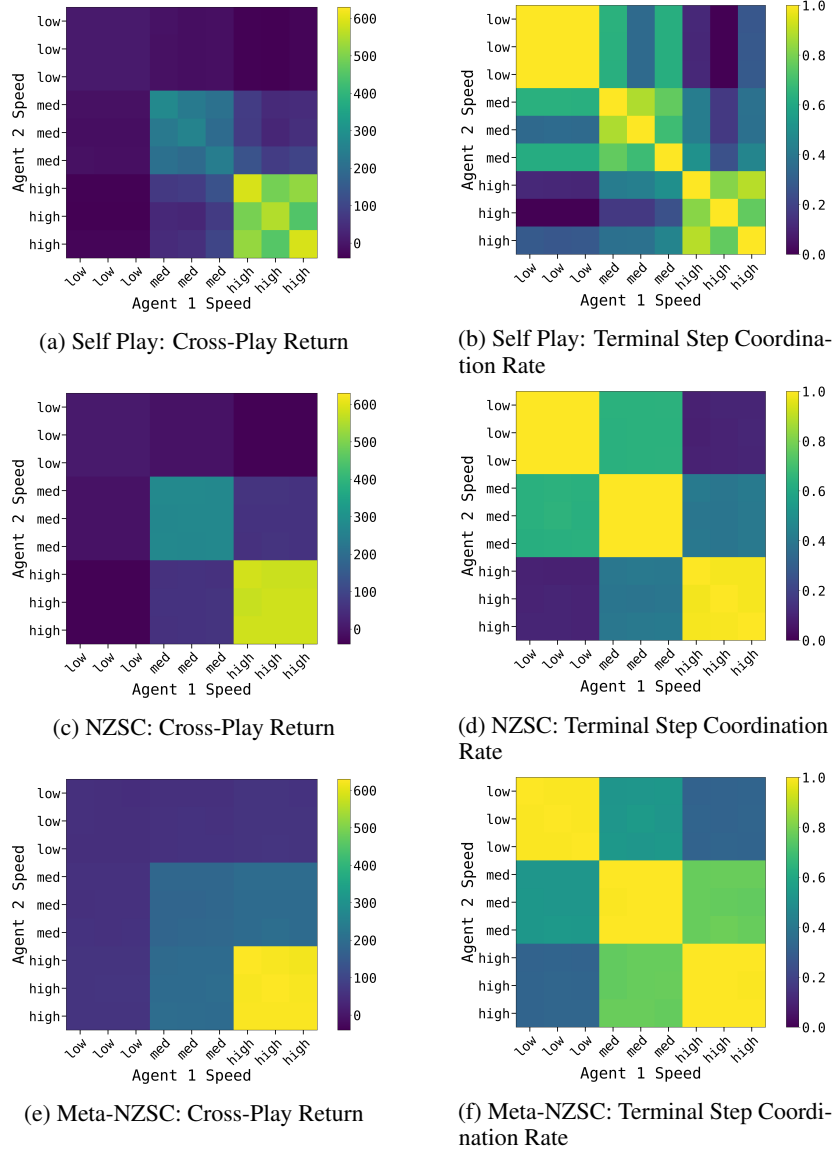 low
low
low
med
med
med
high
high
high
Agent 2 Speed
low low low med med med high high high
Agent 1 Speed
600
500
400
300
200
100
0
(a) Self Play: Cross-Play Return
low
low
low
med
med
med
high
high
high
Agent 2 Speed
low low low med med med high high high
Agent 1 Speed
1.0
0.8
0.6
0.4
0.2
0.0
(b) Self Play: Terminal Step Coordina-
tion Rate
low
low
low
med
med
med
high
high
high
Agent 2 Speed
low low low med med med high high high
Agent 1 Speed
600
500
400
300
200
100
0
(c) NZSC: Cross-Play Return
low
low
low
med
med
med
high
high
high
Agent 2 Speed
low low low med med med high high high
Agent 1 Speed
1.0
0.8
0.6
0.4
0.2
0.0
(d) NZSC: Terminal Step Coordination
Rate
low
low
low
med
med
med
high
high
high
Agent 2 Speed
low low low med med med high high high
Agent 1 Speed
600
500
400
300
200
100
0
(e) Meta-NZSC: Cross-Play Return
low
low
low
med
med
med
high
high
high
Agent 2 Speed
low low low med med med high high high
Agent 1 Speed
1.0
0.8
0.6
0.4
0.2
0.0
(f) Meta-NZSC: Terminal Step Coordi-
nation Rate